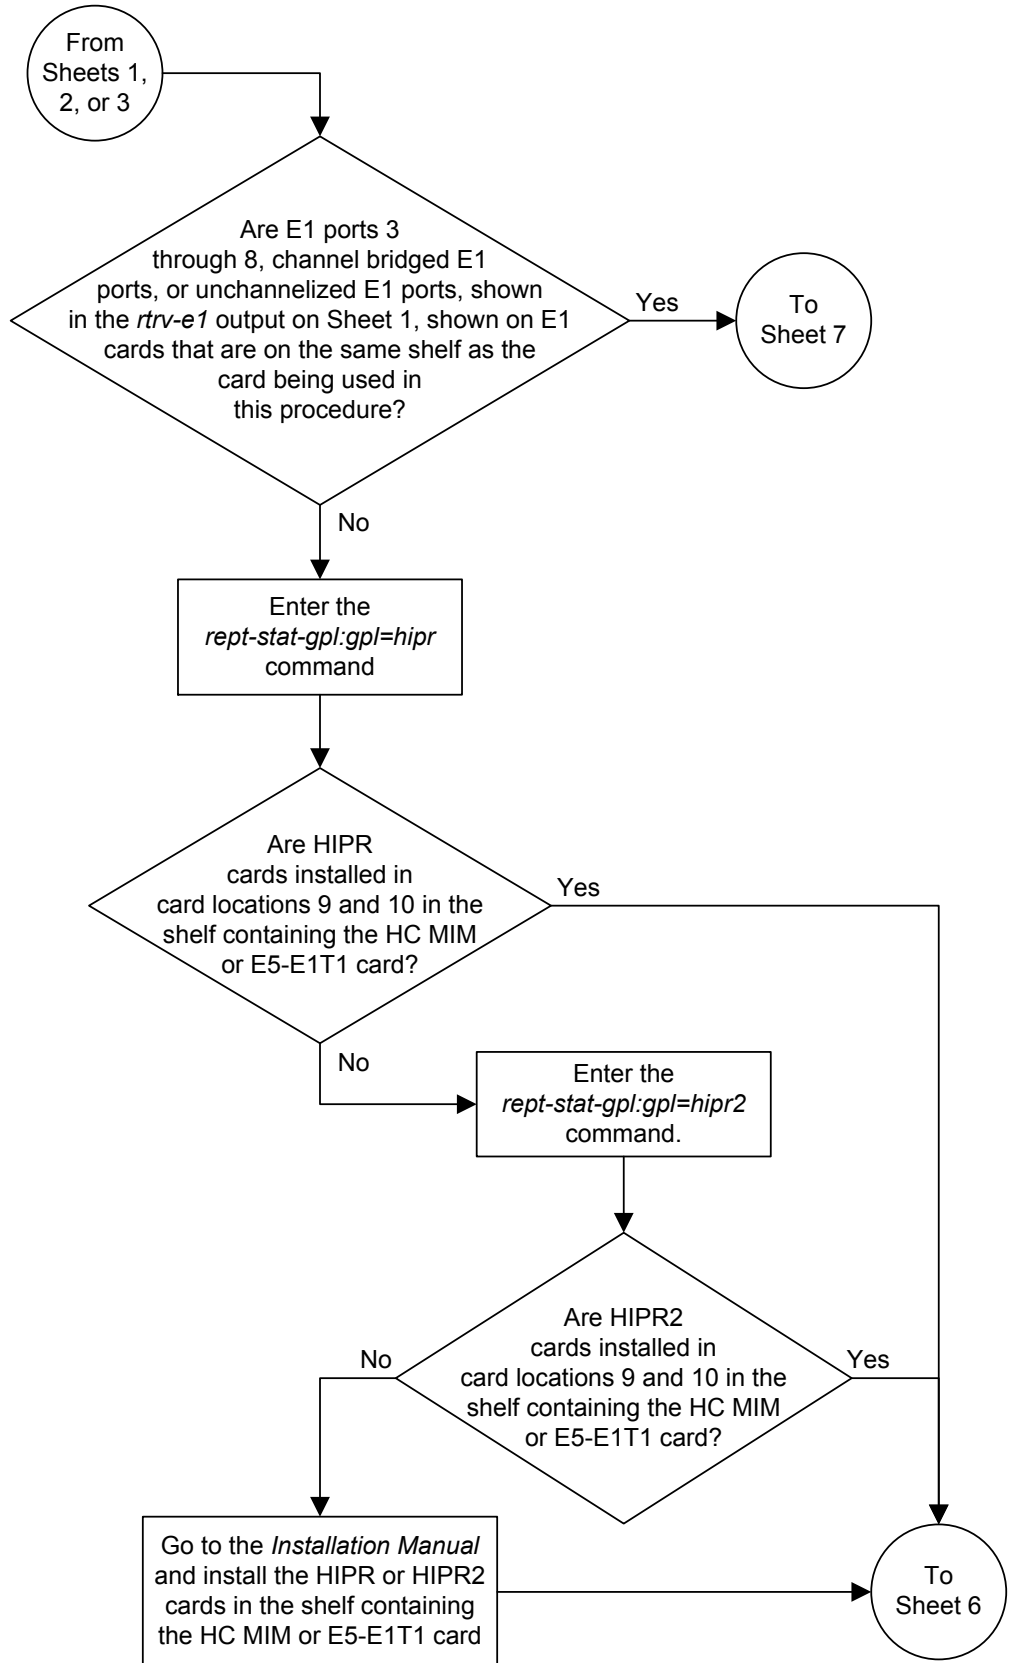 From
Sheets 1,
2, or 3
Are E1 ports 3
through 8, channel bridged E1
ports, or unchannelized E1 ports, shown
in the rtrv-e1 output on Sheet 1, shown on E1
cards that are on the same shelf as the
card being used in
this procedure?
Yes
To
Sheet 7
No
Enter the
rept-stat-gpl:gpl=hipr
command
Are HIPR
cards installed in
card locations 9 and 10 in the
shelf containing the HC MIM
or E5-E1T1 card?
Yes
No
Enter the
rept-stat-gpl:gpl=hipr2
command.
Are HIPR2
cards installed in
card locations 9 and 10 in the
shelf containing the HC MIM
or E5-E1T1 card?
No
Yes
Go to the Installation Manual
and install the HIPR or HIPR2
cards in the shelf containing
the HC MIM or E5-E1T1 card
To
Sheet 6